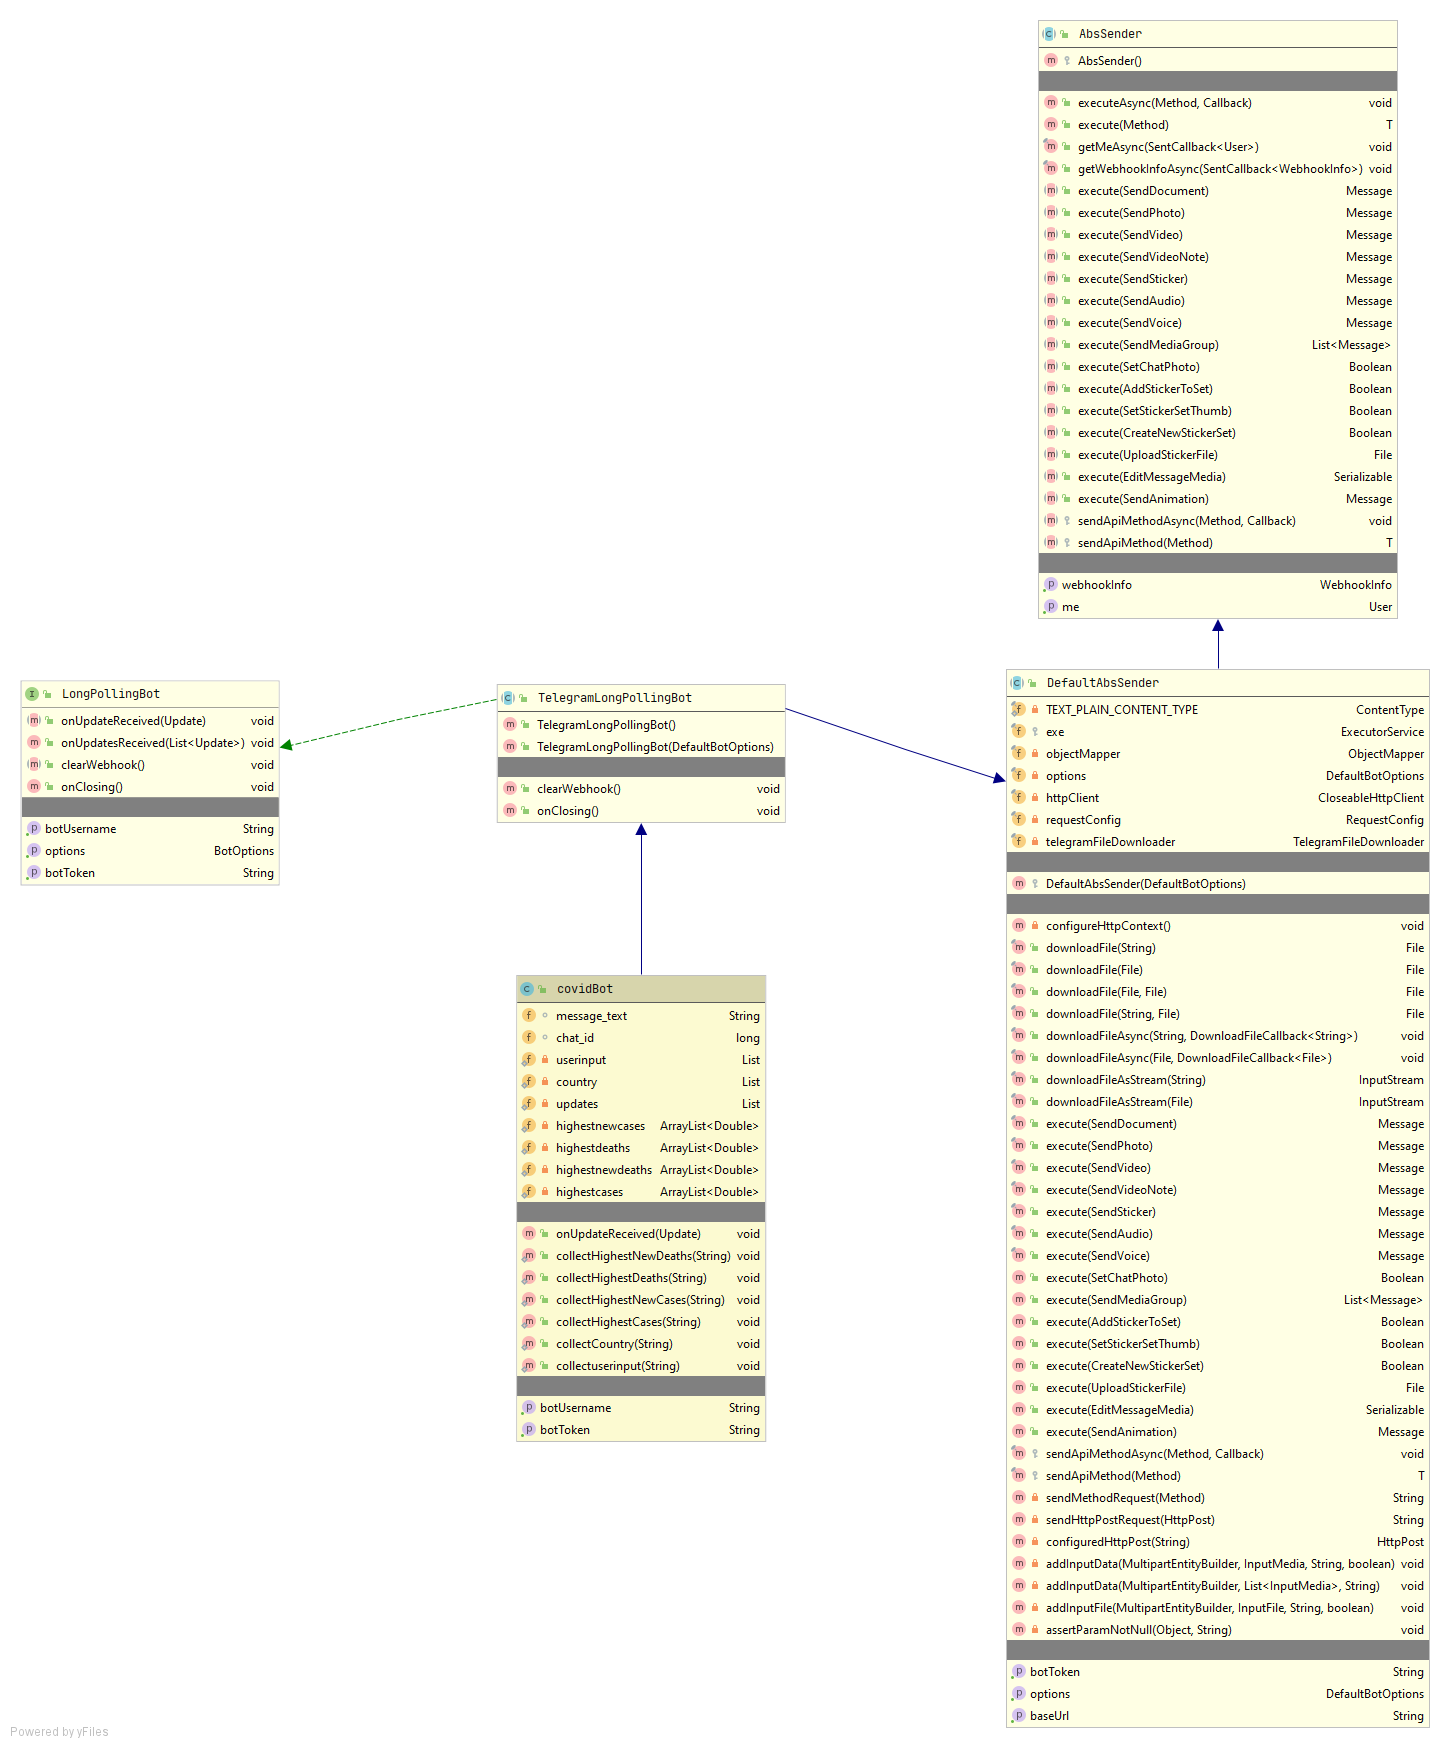 AbsSender
AbsSender()
executeAsync(Method, Callback) void
execute(Method) T
getMeAsync(SentCallback<User>) void
getWebhookInfoAsync(SentCallback<WebhookInfo>) void
execute(SendDocument) Message
execute(SendPhoto) Message
execute(SendVideo) Message
execute(SendVideoNote) Message
execute(SendSticker) Message
execute(SendAudio) Message
execute(SendVoice) Message
execute(SendMediaGroup) List<Message>
execute(SetChatPhoto) Boolean
execute(AddStickerToSet) Boolean
execute(SetStickerSetThumb) Boolean
execute(CreateNewStickerSet) Boolean
execute(UploadStickerFile) File
execute(EditMessageMedia) Serializable
execute(SendAnimation) Message
sendApiMethodAsync(Method, Callback) void
sendApiMethod(Method) T
webhookInfo WebhookInfo
me User
LongPollingBot
onUpdateReceived(Update) void
onUpdatesReceived(List<Update>) void
clearWebhook() void
onClosing() void
botUsername String
options BotOptions
botToken String
TelegramLongPollingBot
TelegramLongPollingBot()
TelegramLongPollingBot(DefaultBotOptions)
clearWebhook() void
onClosing() void
covidBot
message_text String
chat_id long
userinput List
country List
updates List
highestnewcases ArrayList<Double>
highestdeaths ArrayList<Double>
highestnewdeaths ArrayList<Double>
highestcases ArrayList<Double>
onUpdateReceived(Update) void
collectHighestNewDeaths(String) void
collectHighestDeaths(String) void
collectHighestNewCases(String) void
collectHighestCases(String) void
collectCountry(String) void
collectuserinput(String) void
botUsername String
botToken String
DefaultAbsSender
TEXT_PLAIN_CONTENT_TYPE ContentType
exe ExecutorService
objectMapper ObjectMapper
options DefaultBotOptions
httpClient CloseableHttpClient
requestConfig RequestConfig
telegramFileDownloader TelegramFileDownloader
DefaultAbsSender(DefaultBotOptions)
configureHttpContext() void
downloadFile(String) File
downloadFile(File) File
downloadFile(File, File) File
downloadFile(String, File) File
downloadFileAsync(String, DownloadFileCallback<String>) void
downloadFileAsync(File, DownloadFileCallback<File>) void
downloadFileAsStream(String) InputStream
downloadFileAsStream(File) InputStream
execute(SendDocument) Message
execute(SendPhoto) Message
execute(SendVideo) Message
execute(SendVideoNote) Message
execute(SendSticker) Message
execute(SendAudio) Message
execute(SendVoice) Message
execute(SetChatPhoto) Boolean
execute(SendMediaGroup) List<Message>
execute(AddStickerToSet) Boolean
execute(SetStickerSetThumb) Boolean
execute(CreateNewStickerSet) Boolean
execute(UploadStickerFile) File
execute(EditMessageMedia) Serializable
execute(SendAnimation) Message
sendApiMethodAsync(Method, Callback) void
sendApiMethod(Method) T
sendMethodRequest(Method) String
sendHttpPostRequest(HttpPost) String
configuredHttpPost(String) HttpPost
addInputData(MultipartEntityBuilder, InputMedia, String, boolean) void
addInputData(MultipartEntityBuilder, List<InputMedia>, String) void
addInputFile(MultipartEntityBuilder, InputFile, String, boolean) void
assertParamNotNull(Object, String) void
botToken String
options DefaultBotOptions
baseUrl String
Powered by yFiles